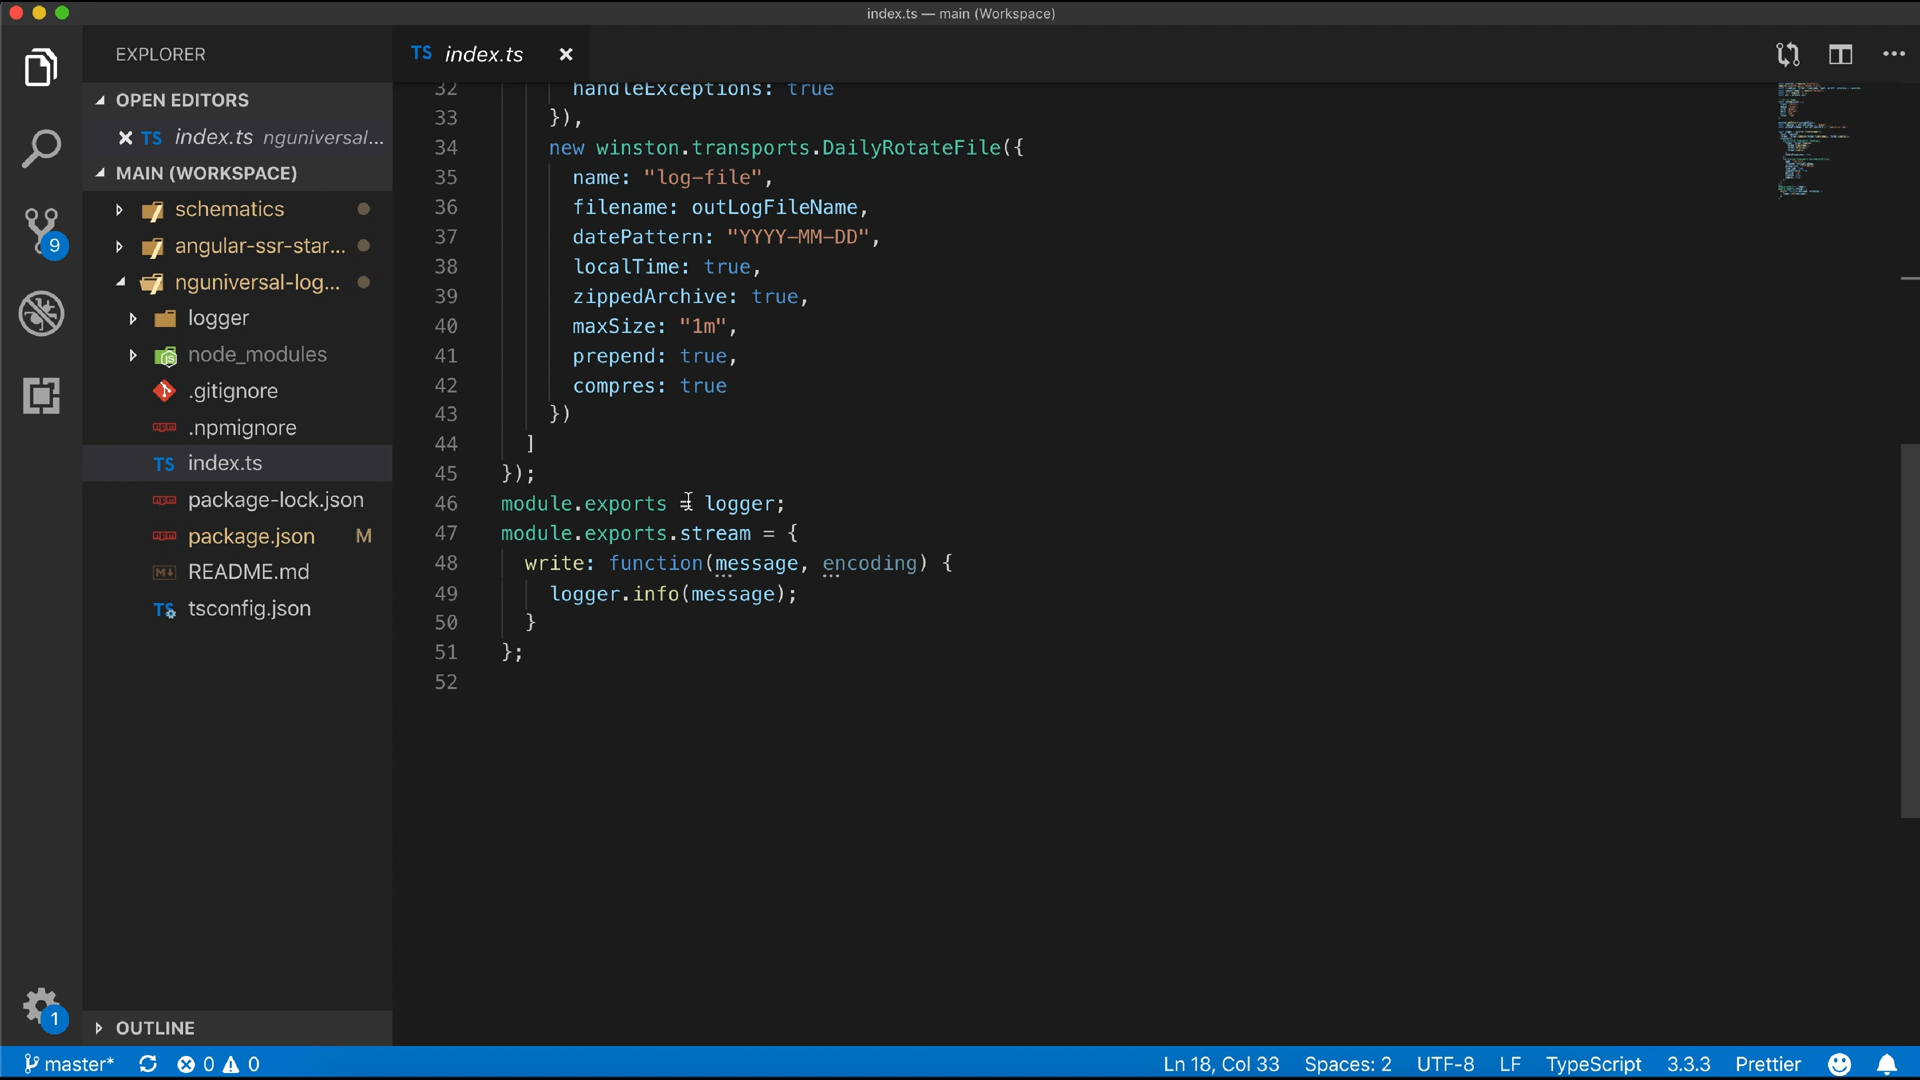 index.ts — main (Workspace)
EXPLORER
OPEN EDITORS
TS index.ts nguniversal...
MAIN (WORKSPACE)
schematics
angular-ssr-star...
nguniversal-log...
logger
node_modules
.gitignore
.npmignore
TS index.ts
package-lock.json
package.json M
README.md
TS tsconfig.json
OUTLINE
9
1
TS index.ts
32 handleExceptions: true
33 }),
34 new winston.transports.DailyRotateFile({
35 name: "log-file",
36 filename: outLogFileName,
37 datePattern: "YYYY-MM-DD",
38 localTime: true,
39 zippedArchive: true,
40 maxSize: "1m",
41 prepend: true,
42 compres: true
43 })
44 ]
45 });
46 module.exports = logger;
47 module.exports.stream = {
48 write: function(message, encoding) {
49 logger.info(message);
50 }
51 };
52
master* 0 0 Ln 18, Col 33 Spaces: 2 UTF-8 LF TypeScript 3.3.3 Prettier